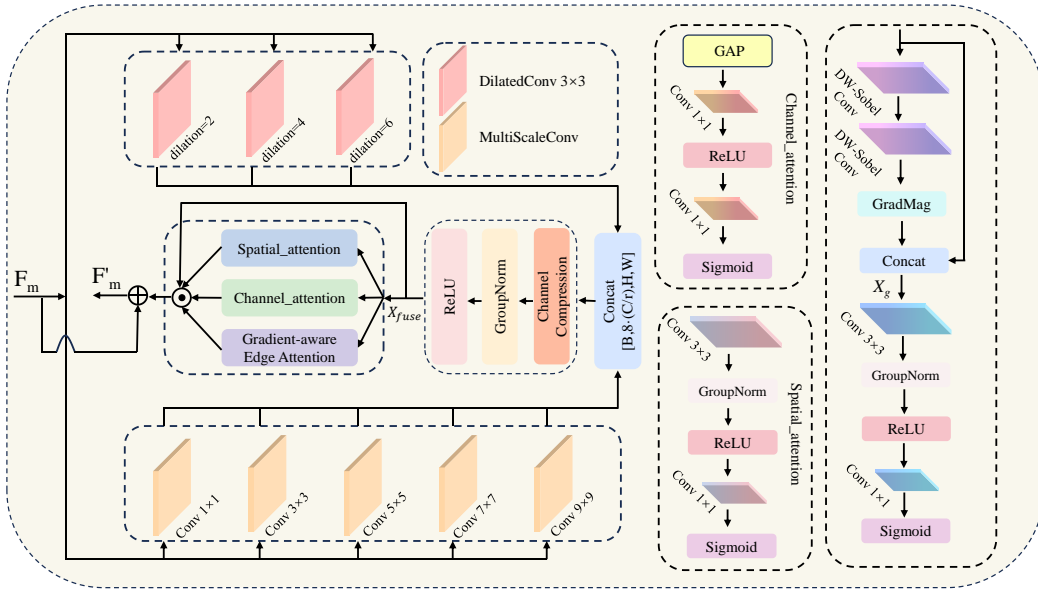 dilation=2
dilation=4
dilation=6
DilatedConv 3×3
MultiScaleConv
F_m
F'_m
Spatial_attention
Channel_attention
Gradient-aware
Edge Attention
X_fuse
ReLU
GroupNorm
Channel
Compression
Concat
[B,8·(C/r),H,W]
Conv 1×1
Conv 3×3
Conv 5×5
Conv 7×7
Conv 9×9
GAP
Conv 1×1
ReLU
Conv 1×1
Sigmoid
Channel_attention
Conv 3×3
GroupNorm
ReLU
Conv 1×1
Sigmoid
Spatial_attention
DW-Sobel
Conv
DW-Sobel
Conv
GradMag
Concat
X_g
Conv 3×3
GroupNorm
ReLU
Conv 1×1
Sigmoid